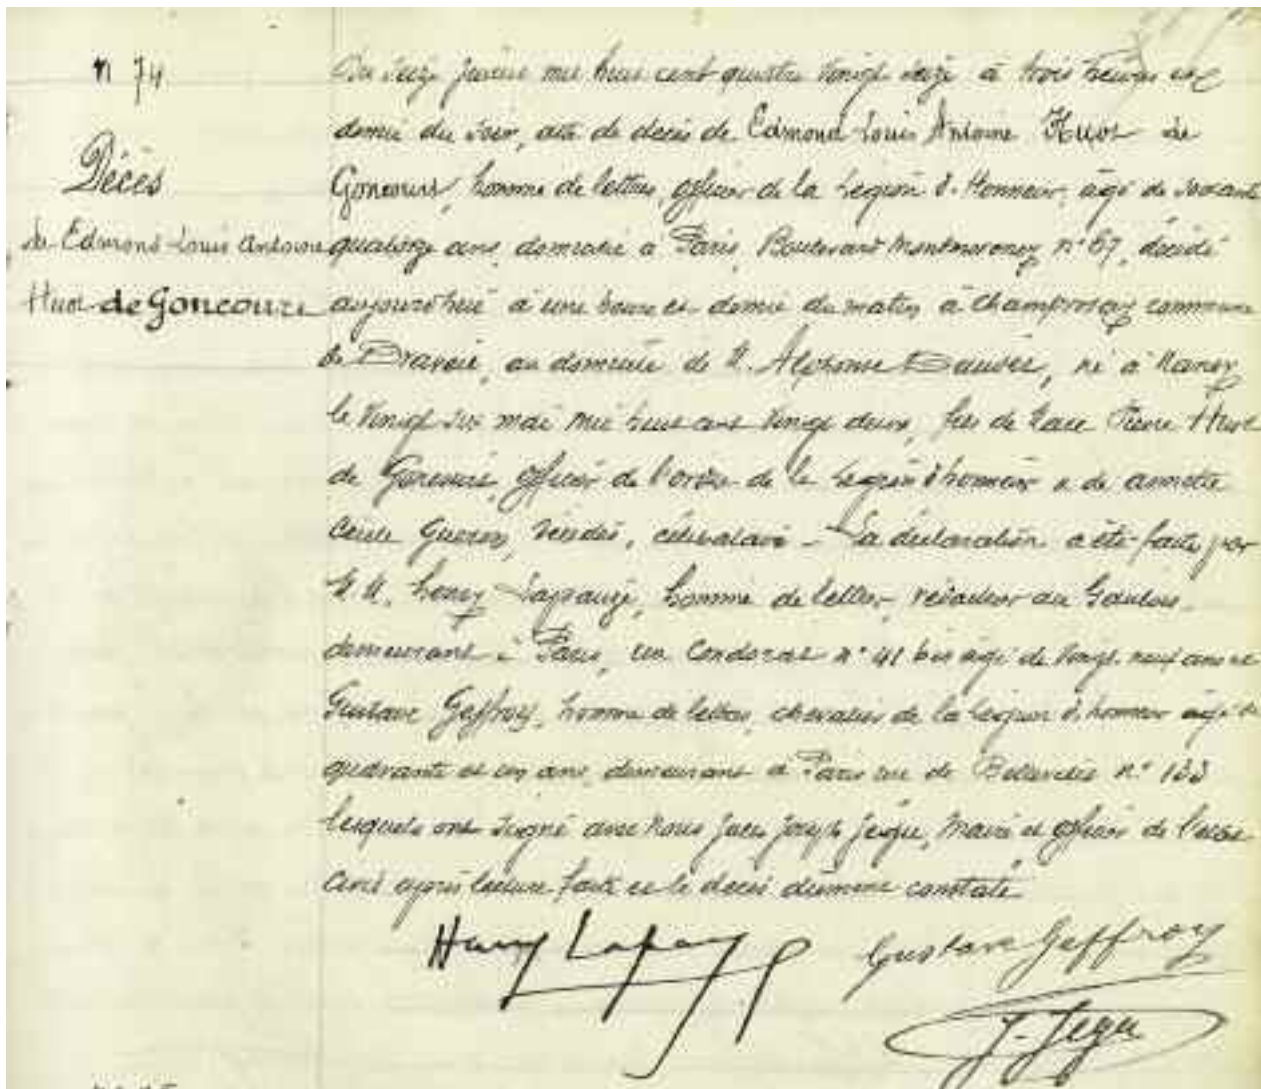 n 74
Décès
de Edmond Louis Antoine
Huot de Goncourt
Du seize juillet mil huit cent quatre vingt seize à trois heures et
demie du soir, acte de décès de Edmond Louis Antoine Huot de
Goncourt, homme de lettres, officier de la Légion d'Honneur, âgé de soixante
quatorze ans, domicilié à Paris, Boulevard Montmorency n° 67, décédé
aujourd'hui à une heure et demie du matin à Champrosay commune
de Draveil, au domicile de M. Alphonse Daudet, né à Nancy
le vingt six mai mil huit cent vingt deux, fils de Marc Pierre Huot
de Goncourt, officier de l'ordre de la Légion d'honneur et de Annette
Cécile Guérin, décédés, célibataire - La déclaration a été faite par
M.M. Henry Lapauze, homme de lettres, rédacteur au Gaulois
demeurant à Paris, Condorcet n° 41 bis âgé de vingt neuf ans et
Gustave Geffroy, homme de lettres, chevalier de la Légion d'honneur âgé de
quarante et un ans, demeurant à Paris rue de Belleville n° 133
lesquels ont signé avec Nous Joseph Jégu, Maire et officier de l'état
civil après lecture faite et le décès dûment constaté
Henry Lapauze
Gustave Geffroy
J. Jégu